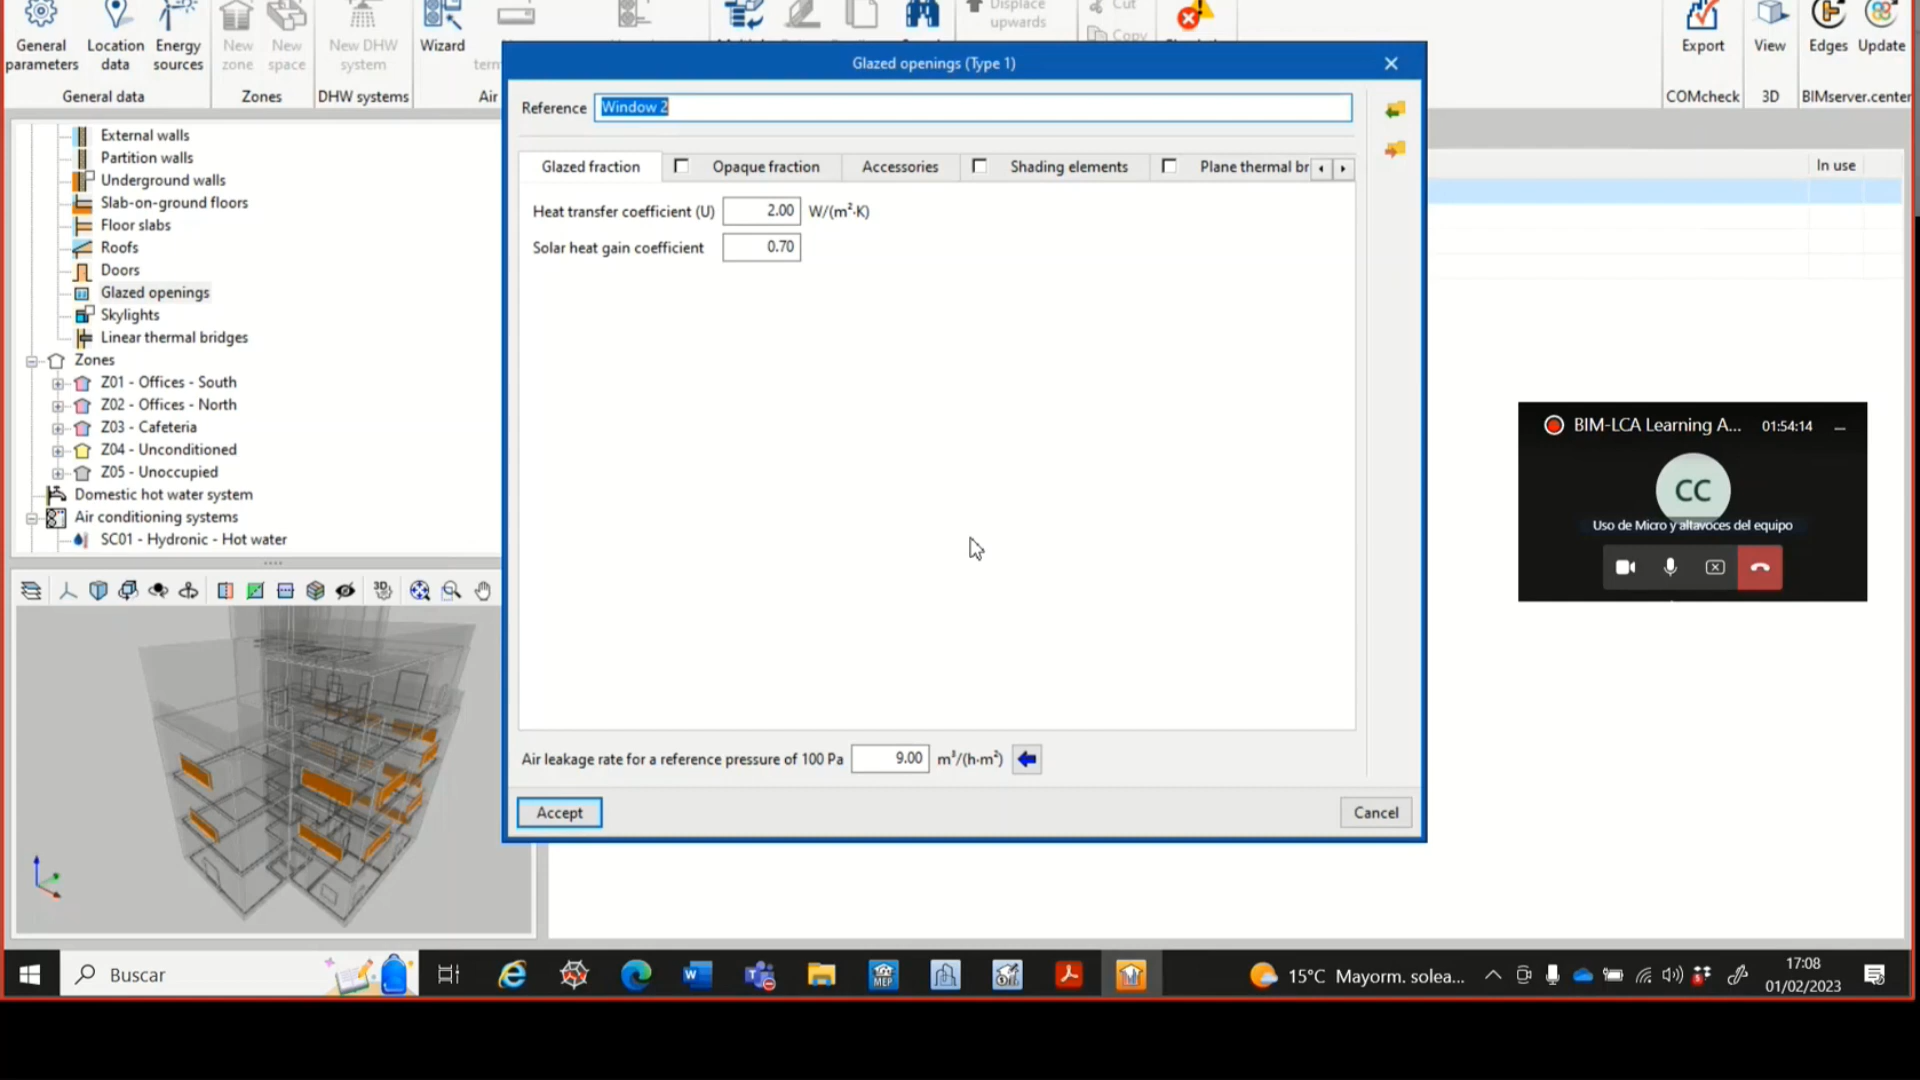 General parameters
Location data
Energy sources
General data
New zone
New space
Zones
New DHW system
DHW systems
Wizard
Air
Displace upwards
Cut
Copy
Export
COMcheck
View
3D
Edges
Update
BIMserver.center
Glazed openings (Type 1)
Reference
Window 2
Glazed fraction
Opaque fraction
Accessories
Shading elements
Plane thermal br
Heat transfer coefficient (U) 2.00 W/(m²·K)
Solar heat gain coefficient 0.70
Air leakage rate for a reference pressure of 100 Pa 9.00 m³/(h·m²)
Accept
Cancel
In use
External walls
Partition walls
Underground walls
Slab-on-ground floors
Floor slabs
Roofs
Doors
Glazed openings
Skylights
Linear thermal bridges
Zones
Z01 - Offices - South
Z02 - Offices - North
Z03 - Cafeteria
Z04 - Unconditioned
Z05 - Unoccupied
Domestic hot water system
Air conditioning systems
SC01 - Hydronic - Hot water
3D
BIM-LCA Learning A... 01:54:14
CC
Uso de Micro y altavoces del equipo
Buscar
MEP
15°C Mayorm. solea...
17:08
01/02/2023